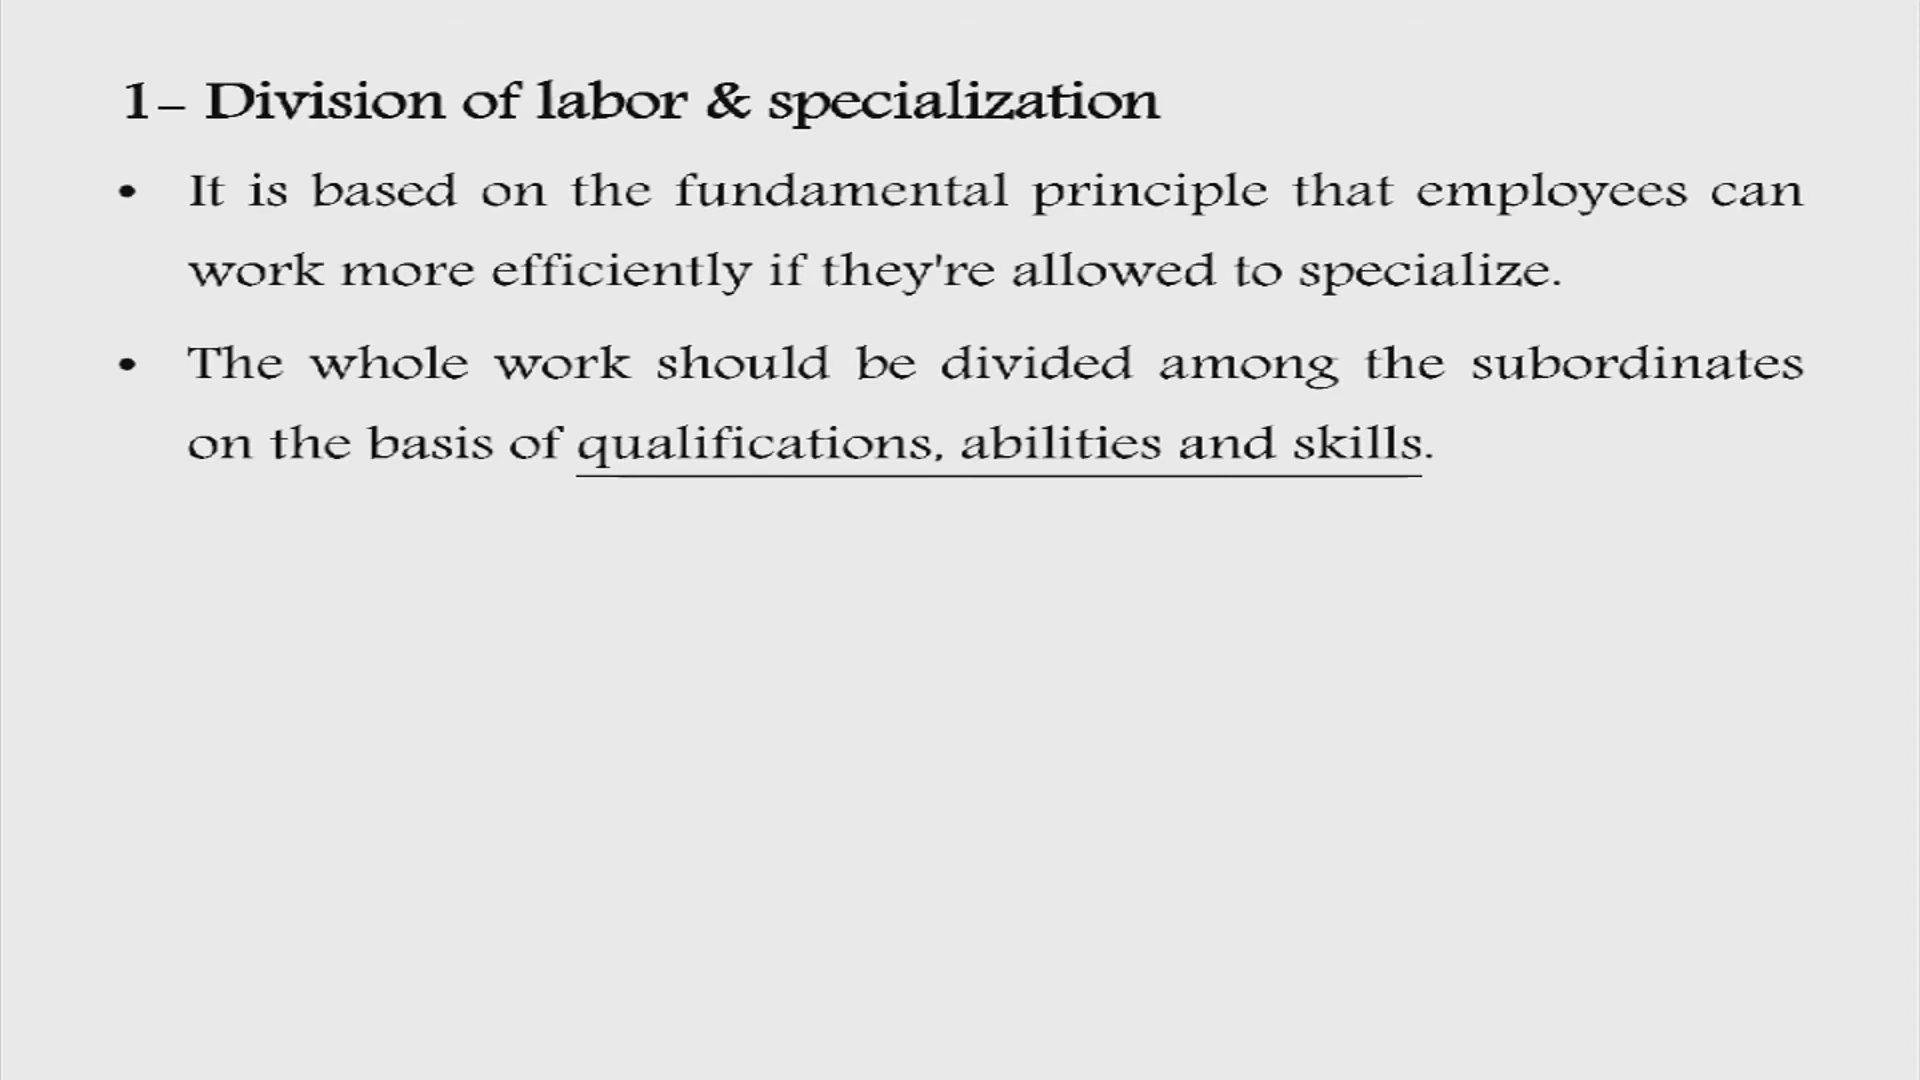 1- Division of labor & specialization
• It is based on the fundamental principle that employees can
work more efficiently if they're allowed to specialize.
• The whole work should be divided among the subordinates
on the basis of qualifications, abilities and skills.